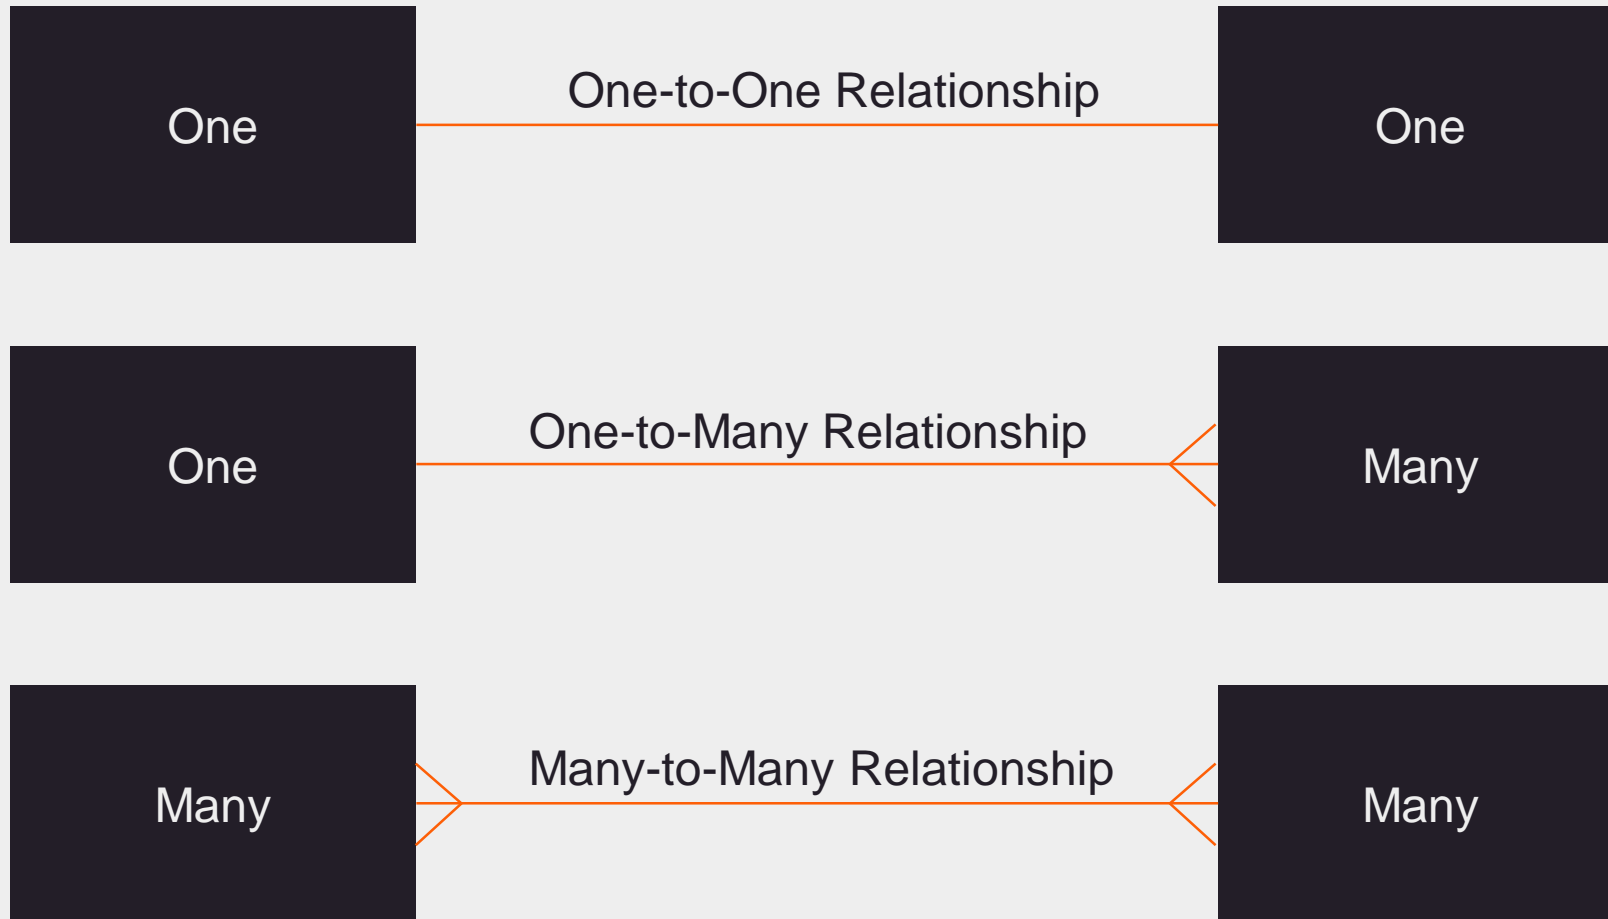 One
One-to-One Relationship
One
One
One-to-Many Relationship
Many
Many
Many-to-Many Relationship
Many